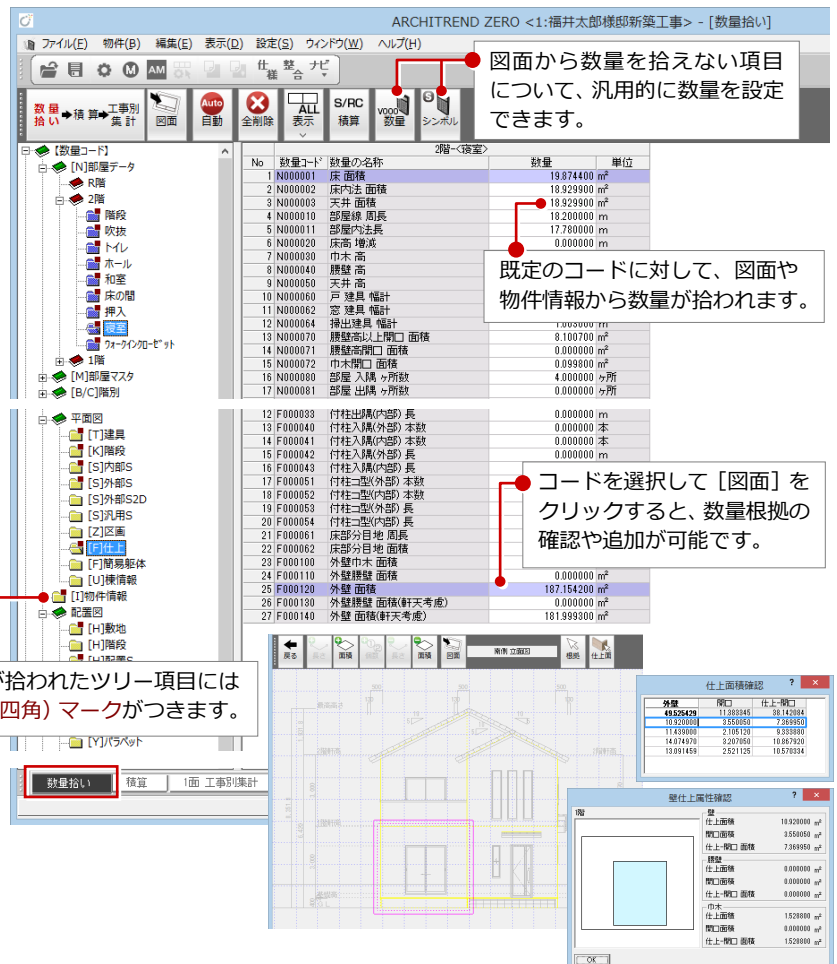 ARCHITREND ZERO <1:福井太郎様邸新築工事> - [数量拾い]
ファイル(F) 物件(B) 編集(E) 表示(D) 設定(S) ウィンドウ(W) ヘルプ(H)
仕様 整合 ナビ
図面から数量を拾えない項目
について、汎用的に数量を設定
できます。
数量拾い 積算 工事別集計 図面 Auto 自動 全削除 ALL 表示 S/RC 積算 数量 シンボル
【数量コード】
[N]部屋データ
R階
2階
階段
吹抜
トイレ
ホール
和室
床の間
押入
寝室
ウォークインクローゼット
1階
[M]部屋マスタ
[B/C]階別
2階-<寝室>
No 数量コード 数量の名称 数量 単位
1 N000001 床 面積 19.874400 m²
2 N000002 床内法 面積 18.929900 m²
3 N000003 天井 面積 18.929900 m²
4 N000010 部屋線 周長 18.200000 m
5 N000011 部屋内法長 17.780000 m
6 N000020 床高 増減 0.000000 m
7 N000030 巾木 高
8 N000040 腰壁 高
9 N000050 天井 高
10 N000060 戸 建具 幅計
11 N000062 窓 建具 幅計
12 N000064 掃出建具 幅計 1.663000 m
13 N000070 腰壁高以上開口 面積 8.100700 m²
14 N000071 腰壁高開口 面積 0.000000 m²
15 N000072 巾木開口 面積 0.099800 m²
16 N000080 部屋 入隅 ヶ所数 4.000000 ヶ所
17 N000081 部屋 出隅 ヶ所数 0.000000 ヶ所
既定のコードに対して、図面や
物件情報から数量が拾われます。
平面図
[T]建具
[K]階段
[S]内部S
[S]外部S
[S]外部S2D
[S]汎用S
[Z]区画
[F]仕上
[F]簡易躯体
[U]棟情報
[I]物件情報
配置図
[H]敷地
[H]階段
[H]配置S
12 F000033 付柱出隅(内部) 長 0.000000 m
13 F000040 付柱入隅(外部) 本数 0.000000 本
14 F000041 付柱入隅(内部) 本数 0.000000 本
15 F000042 付柱入隅(外部) 長 0.000000 m
16 F000043 付柱入隅(内部) 長
17 F000051 付柱コ型(外部) 本数
18 F000052 付柱コ型(内部) 本数
19 F000053 付柱コ型(外部) 長
20 F000054 付柱コ型(内部) 長
21 F000061 床部分目地 周長
22 F000062 床部分目地 面積
23 F000100 外壁巾木 面積
24 F000110 外壁腰壁 面積 0.000000 m²
25 F000120 外壁 面積 187.154200 m²
26 F000130 外壁腰壁 面積(軒天考慮) 0.000000 m²
27 F000140 外壁 面積(軒天考慮) 181.999300 m²
コードを選択して［図面］を
クリックすると、数量根拠の
確認や追加が可能です。
が拾われたツリー項目には
四角）マークがつきます。
[Y]パラペット
数量拾い 積算 1面 工事別集計
戻る 面積 面積 図面 南側 立面図 根拠 仕上面
仕上面積確認 ? ×
外壁 開口 仕上-開口
49.525429 11.383345 38.142084
10.920000 3.550050 7.369950
11.439000 2.105120 9.333880
14.074970 3.207050 10.867920
13.091459 2.521125 10.570334
壁仕上属性確認 ? ×
1階
壁
仕上面積 10.920000 m²
開口面積 3.550050 m²
仕上-開口 面積 7.369950 m²
腰壁
仕上面積 0.000000 m²
開口面積 0.000000 m²
仕上-開口 面積 0.000000 m²
巾木
仕上面積 1.528800 m²
開口面積 0.000000 m²
仕上-開口 面積 1.528800 m²
OK